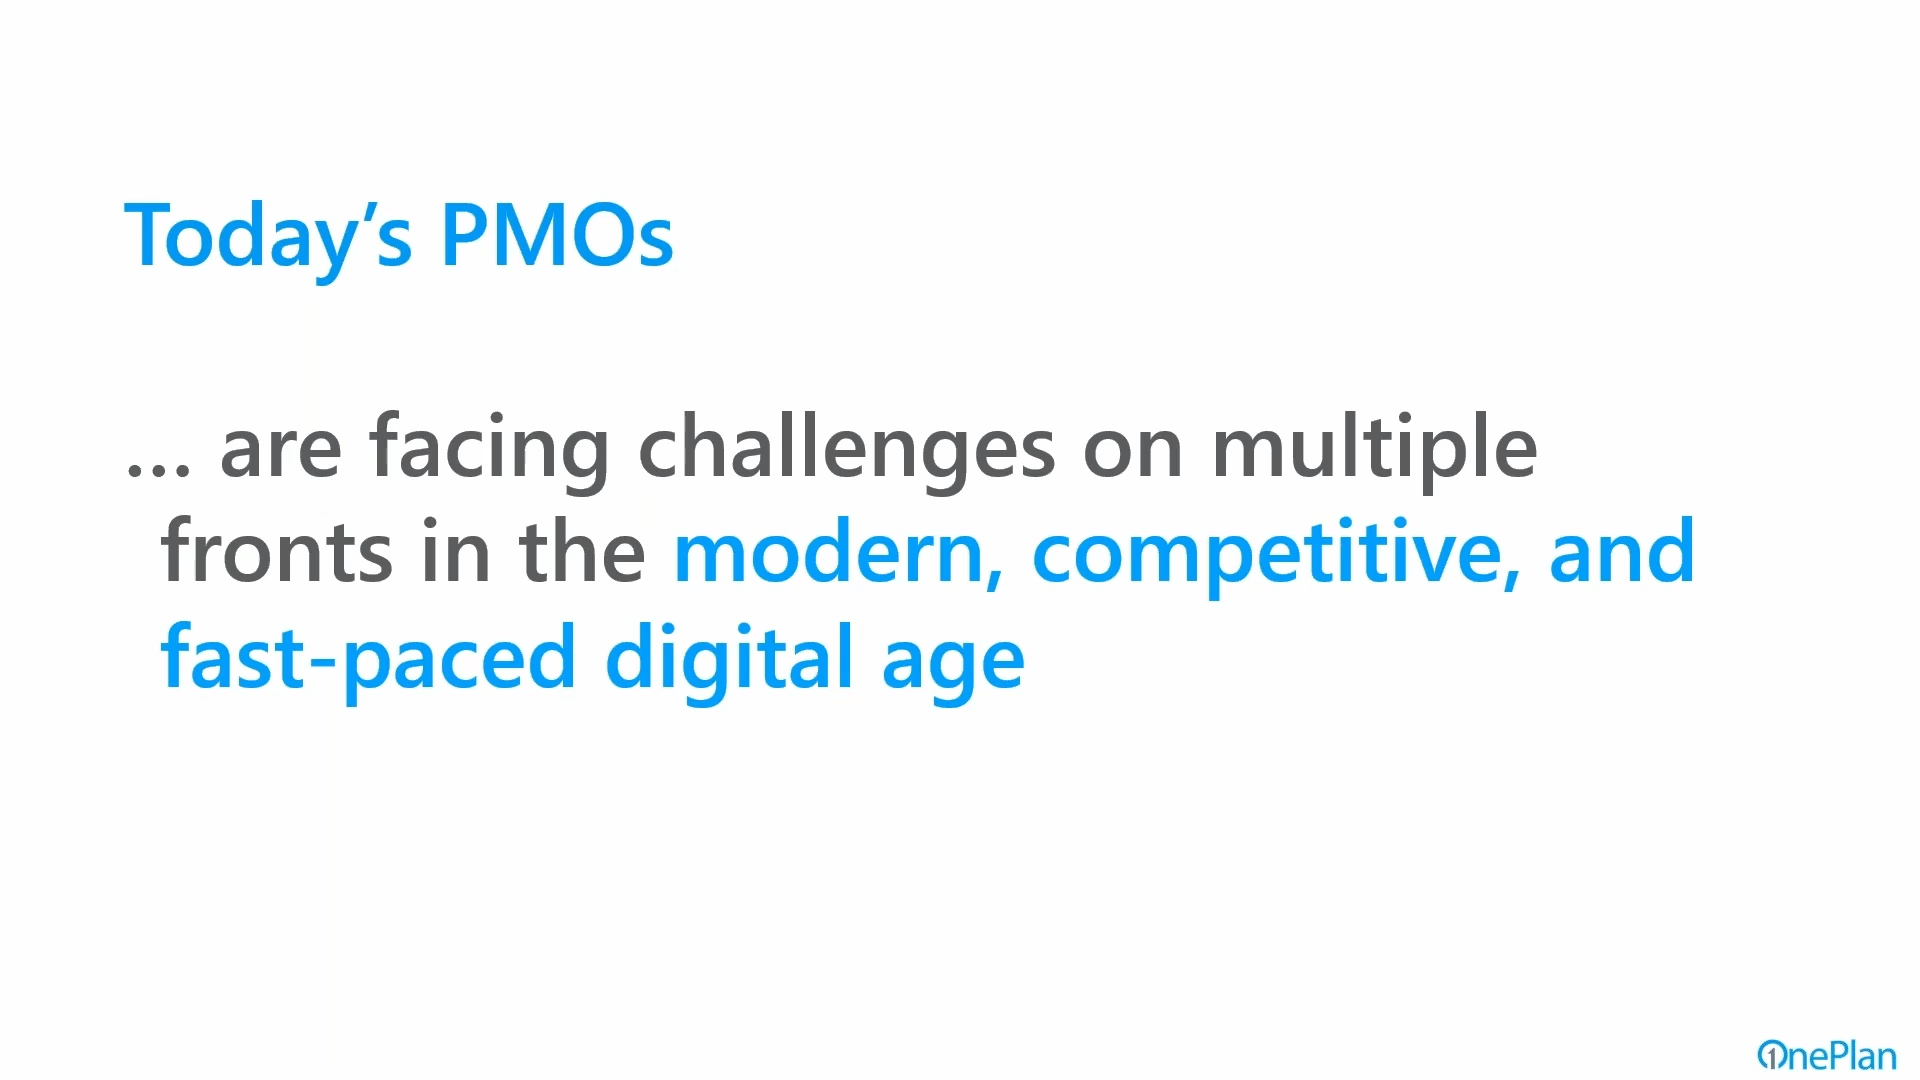 Today’s PMOs
... are facing challenges on multiple
fronts in the modern, competitive, and
fast-paced digital age
OnePlan